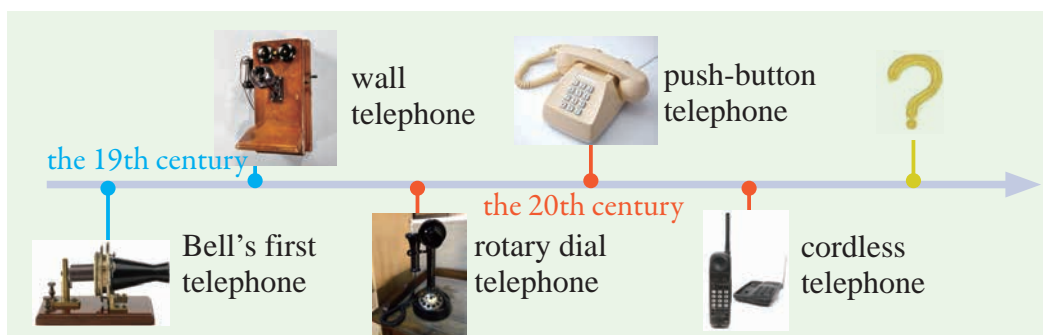 wall
telephone
push-button
telephone
?
the 19th century
the 20th century
Bell’s first
telephone
rotary dial
telephone
cordless
telephone